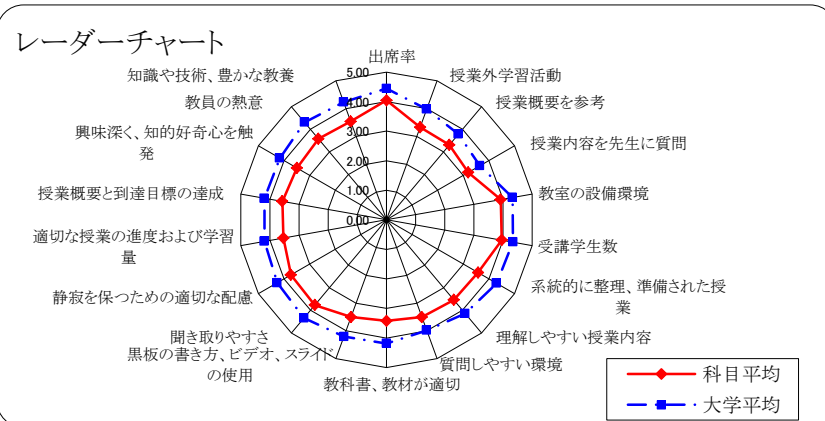 レーダーチャート
出席率
授業外学習活動
授業概要を参考
授業内容を先生に質問
教室の設備環境
受講学生数
系統的に整理、準備された授
業
理解しやすい授業内容
質問しやすい環境
教科書、教材が適切
黒板の書き方、ビデオ、スライド
の使用
聞き取りやすさ
静寂を保つための適切な配慮
適切な授業の進度および学習
量
授業概要と到達目標の達成
興味深く、知的好奇心を触
発
教員の熱意
知識や技術、豊かな教養
5.00
4.00
3.00
2.00
1.00
0.00
科目平均
大学平均